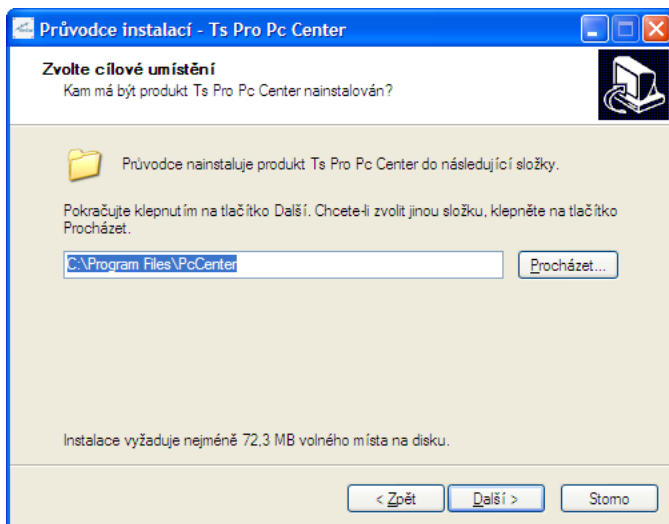 Průvodce instalací - Ts Pro Pc Center
Zvolte cílové umístění
Kam má být produkt Ts Pro Pc Center nainstalován?
Průvodce nainstaluje produkt Ts Pro Pc Center do následující složky.
Pokračujte klepnutím na tlačítko Další. Chcete-li zvolit jinou složku, klepněte na tlačítko
Procházet.
C:\Program Files\PcCenter
Procházet...
Instalace vyžaduje nejméně 72,3 MB volného místa na disku.
< Zpět
Další >
Storno